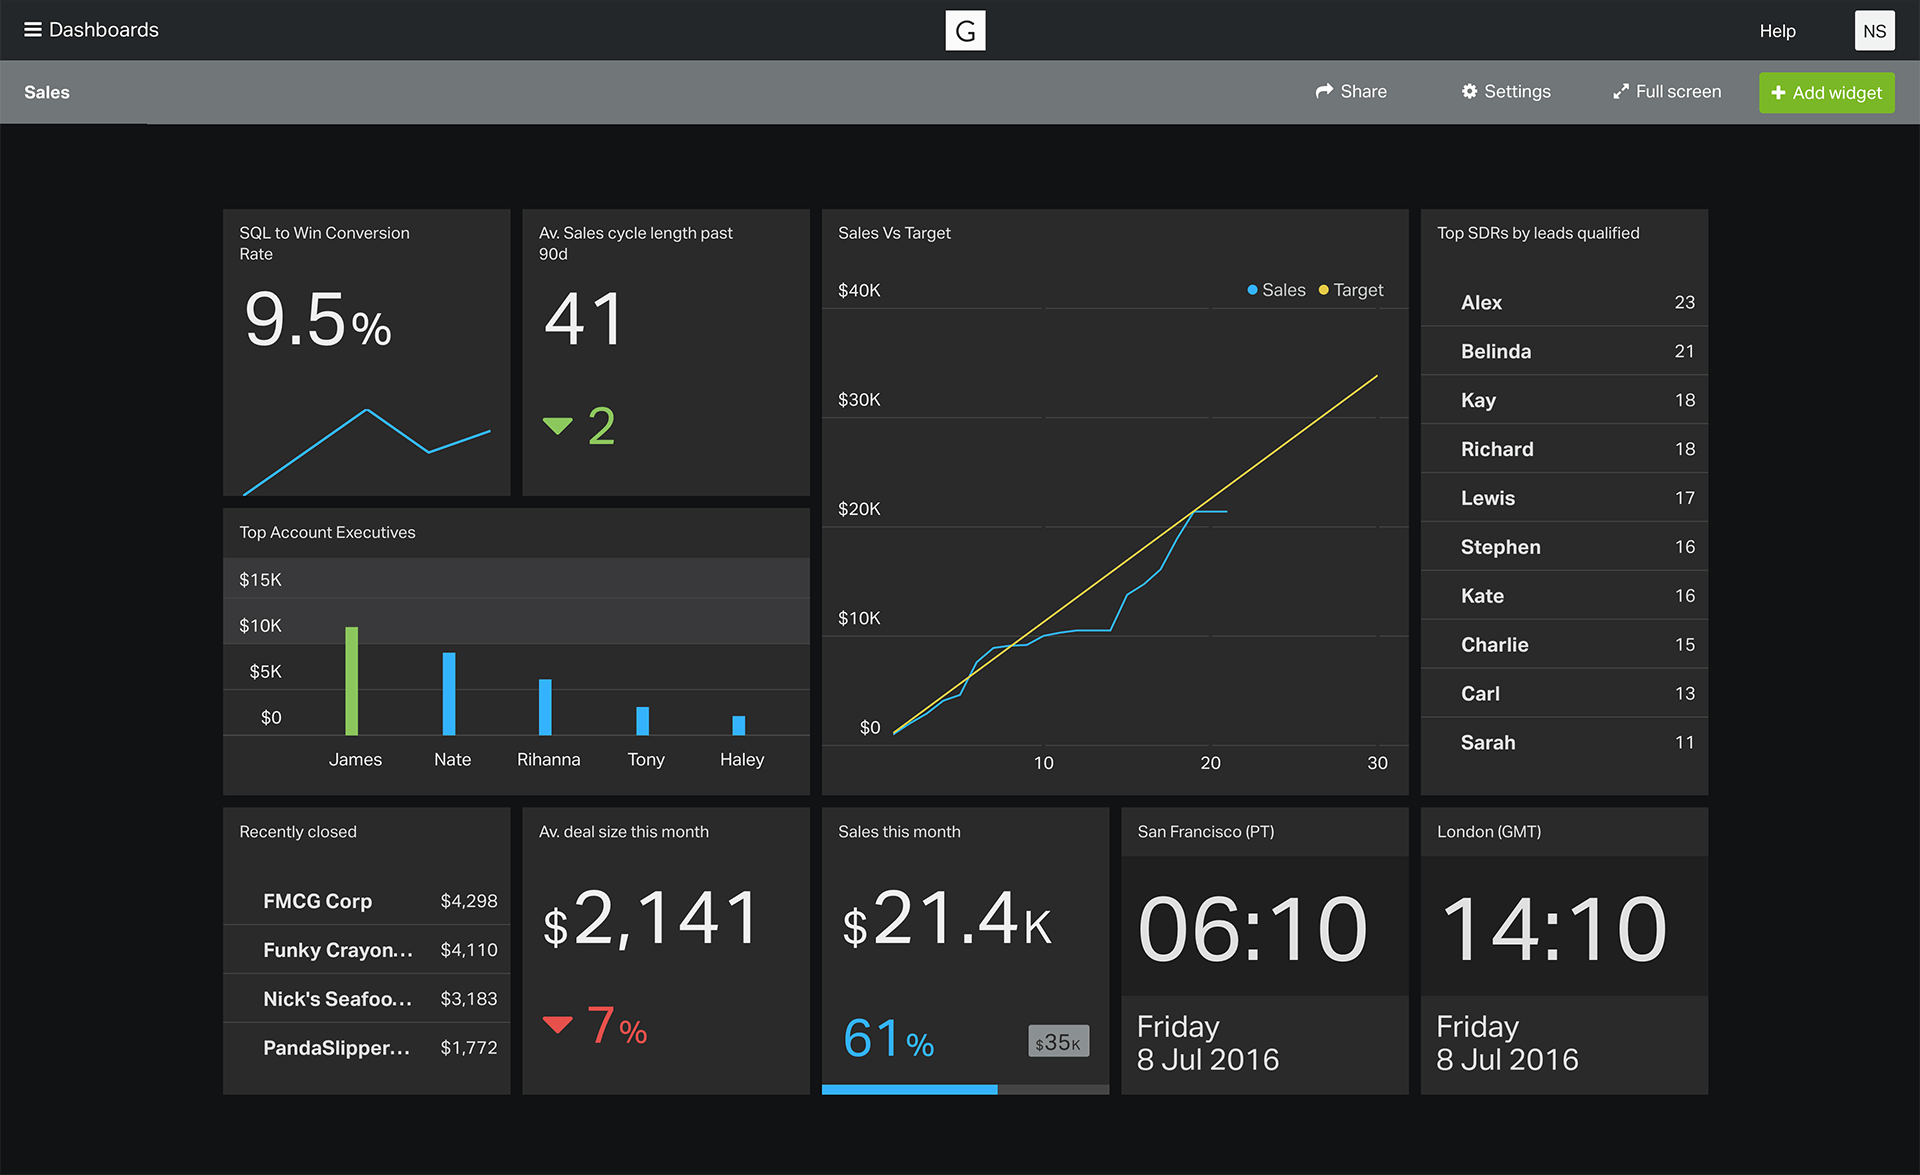 Dashboards
G
Help
NS
Sales
Share
Settings
Full screen
Add widget
SQL to Win Conversion
Rate
9.5%
Av. Sales cycle length past
90d
41
2
Sales Vs Target
Sales
Target
$40K
$30K
$20K
$10K
$0
10
20
30
Top SDRs by leads qualified
Alex 23
Belinda 21
Kay 18
Richard 18
Lewis 17
Stephen 16
Kate 16
Charlie 15
Carl 13
Sarah 11
Top Account Executives
$15K
$10K
$5K
$0
James Nate Rihanna Tony Haley
Recently closed
FMCG Corp $4,298
Funky Crayon... $4,110
Nick's Seafoo... $3,183
PandaSlipper... $1,772
Av. deal size this month
$2,141
7%
Sales this month
$21.4K
61%
$35K
San Francisco (PT)
06:10
Friday
8 Jul 2016
London (GMT)
14:10
Friday
8 Jul 2016